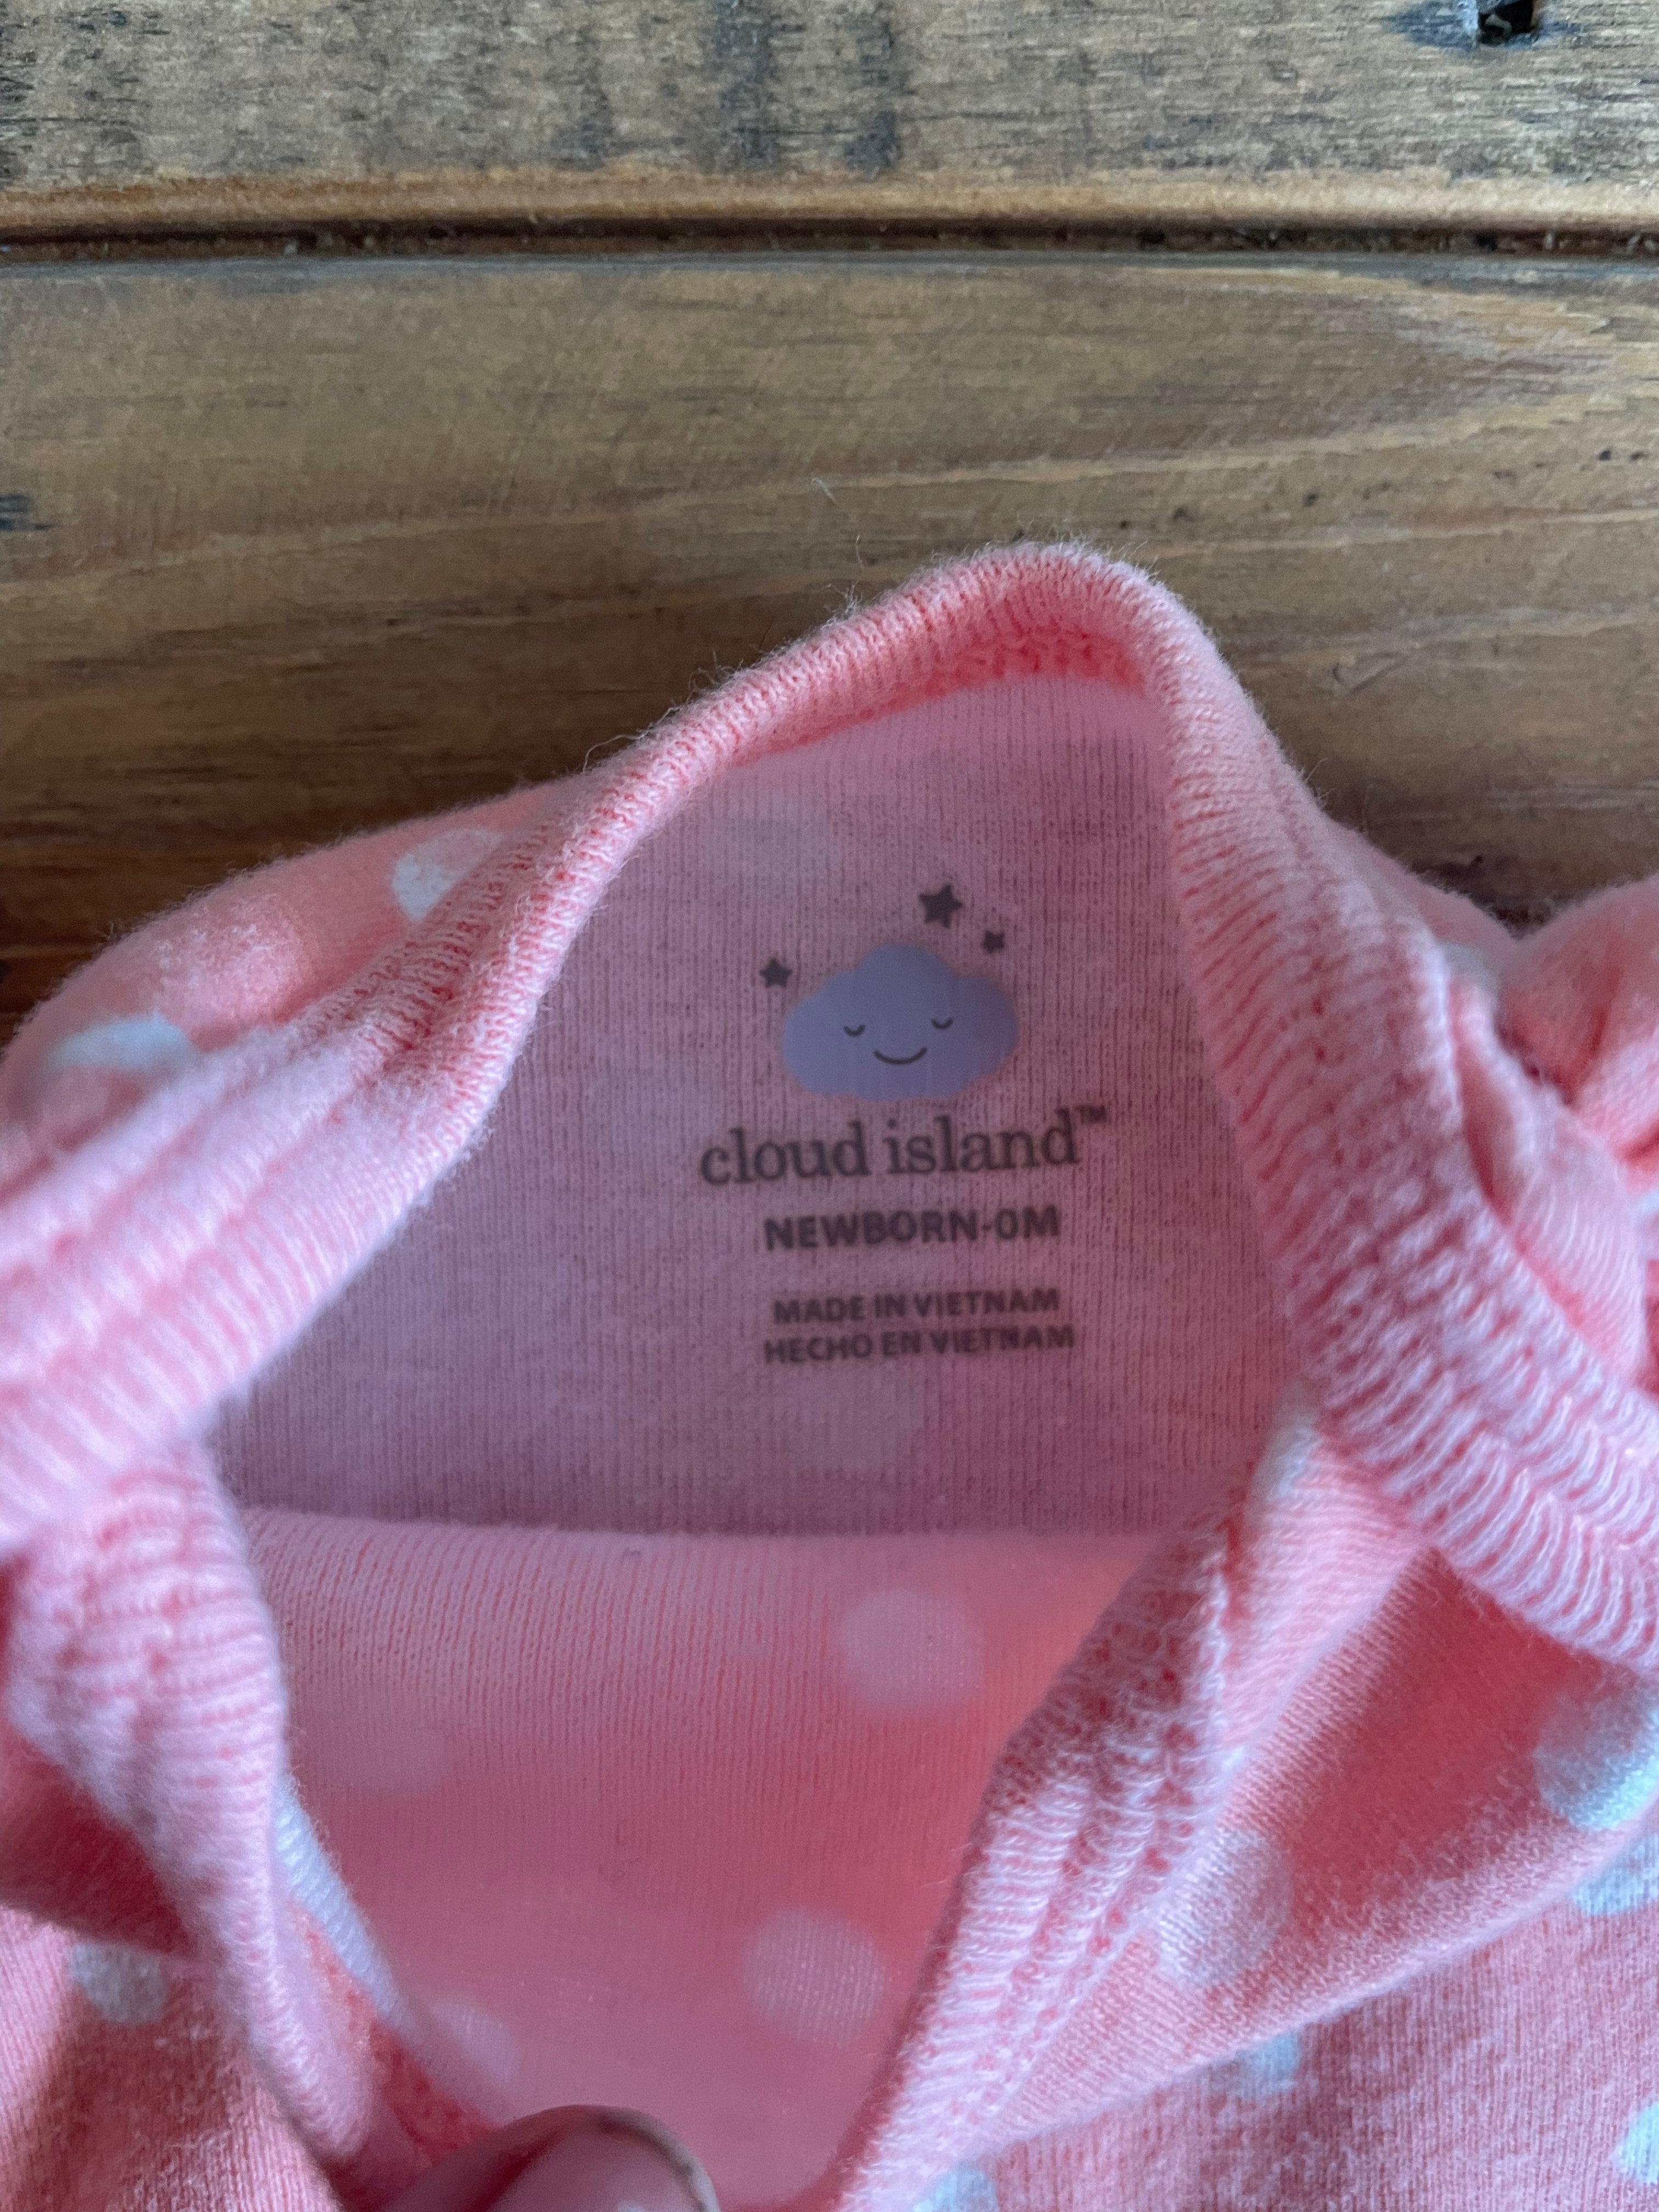 cloud island™
NEWBORN-0M
MADE IN VIETNAM
HECHO EN VIETNAM